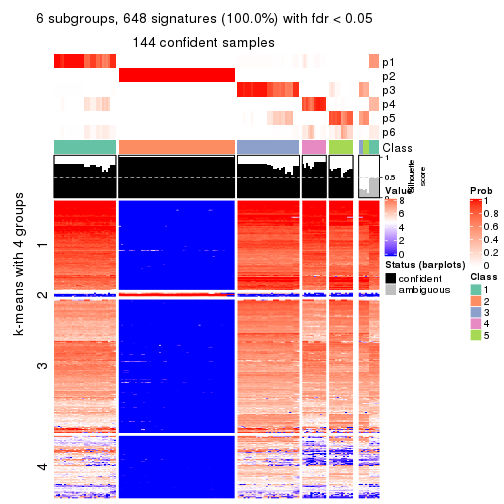 6 subgroups, 648 signatures (100.0%) with fdr < 0.05
144 confident samples
p1
p2
p3
p4
p5
p6
Class
1
0.5
0
Silhouette
score
k-means with 4 groups
1
2
3
4
Value
8
6
4
2
0
Status (barplots)
confident
ambiguous
Prob
1
0.8
0.6
0.4
0.2
0
Class
1
2
3
4
5